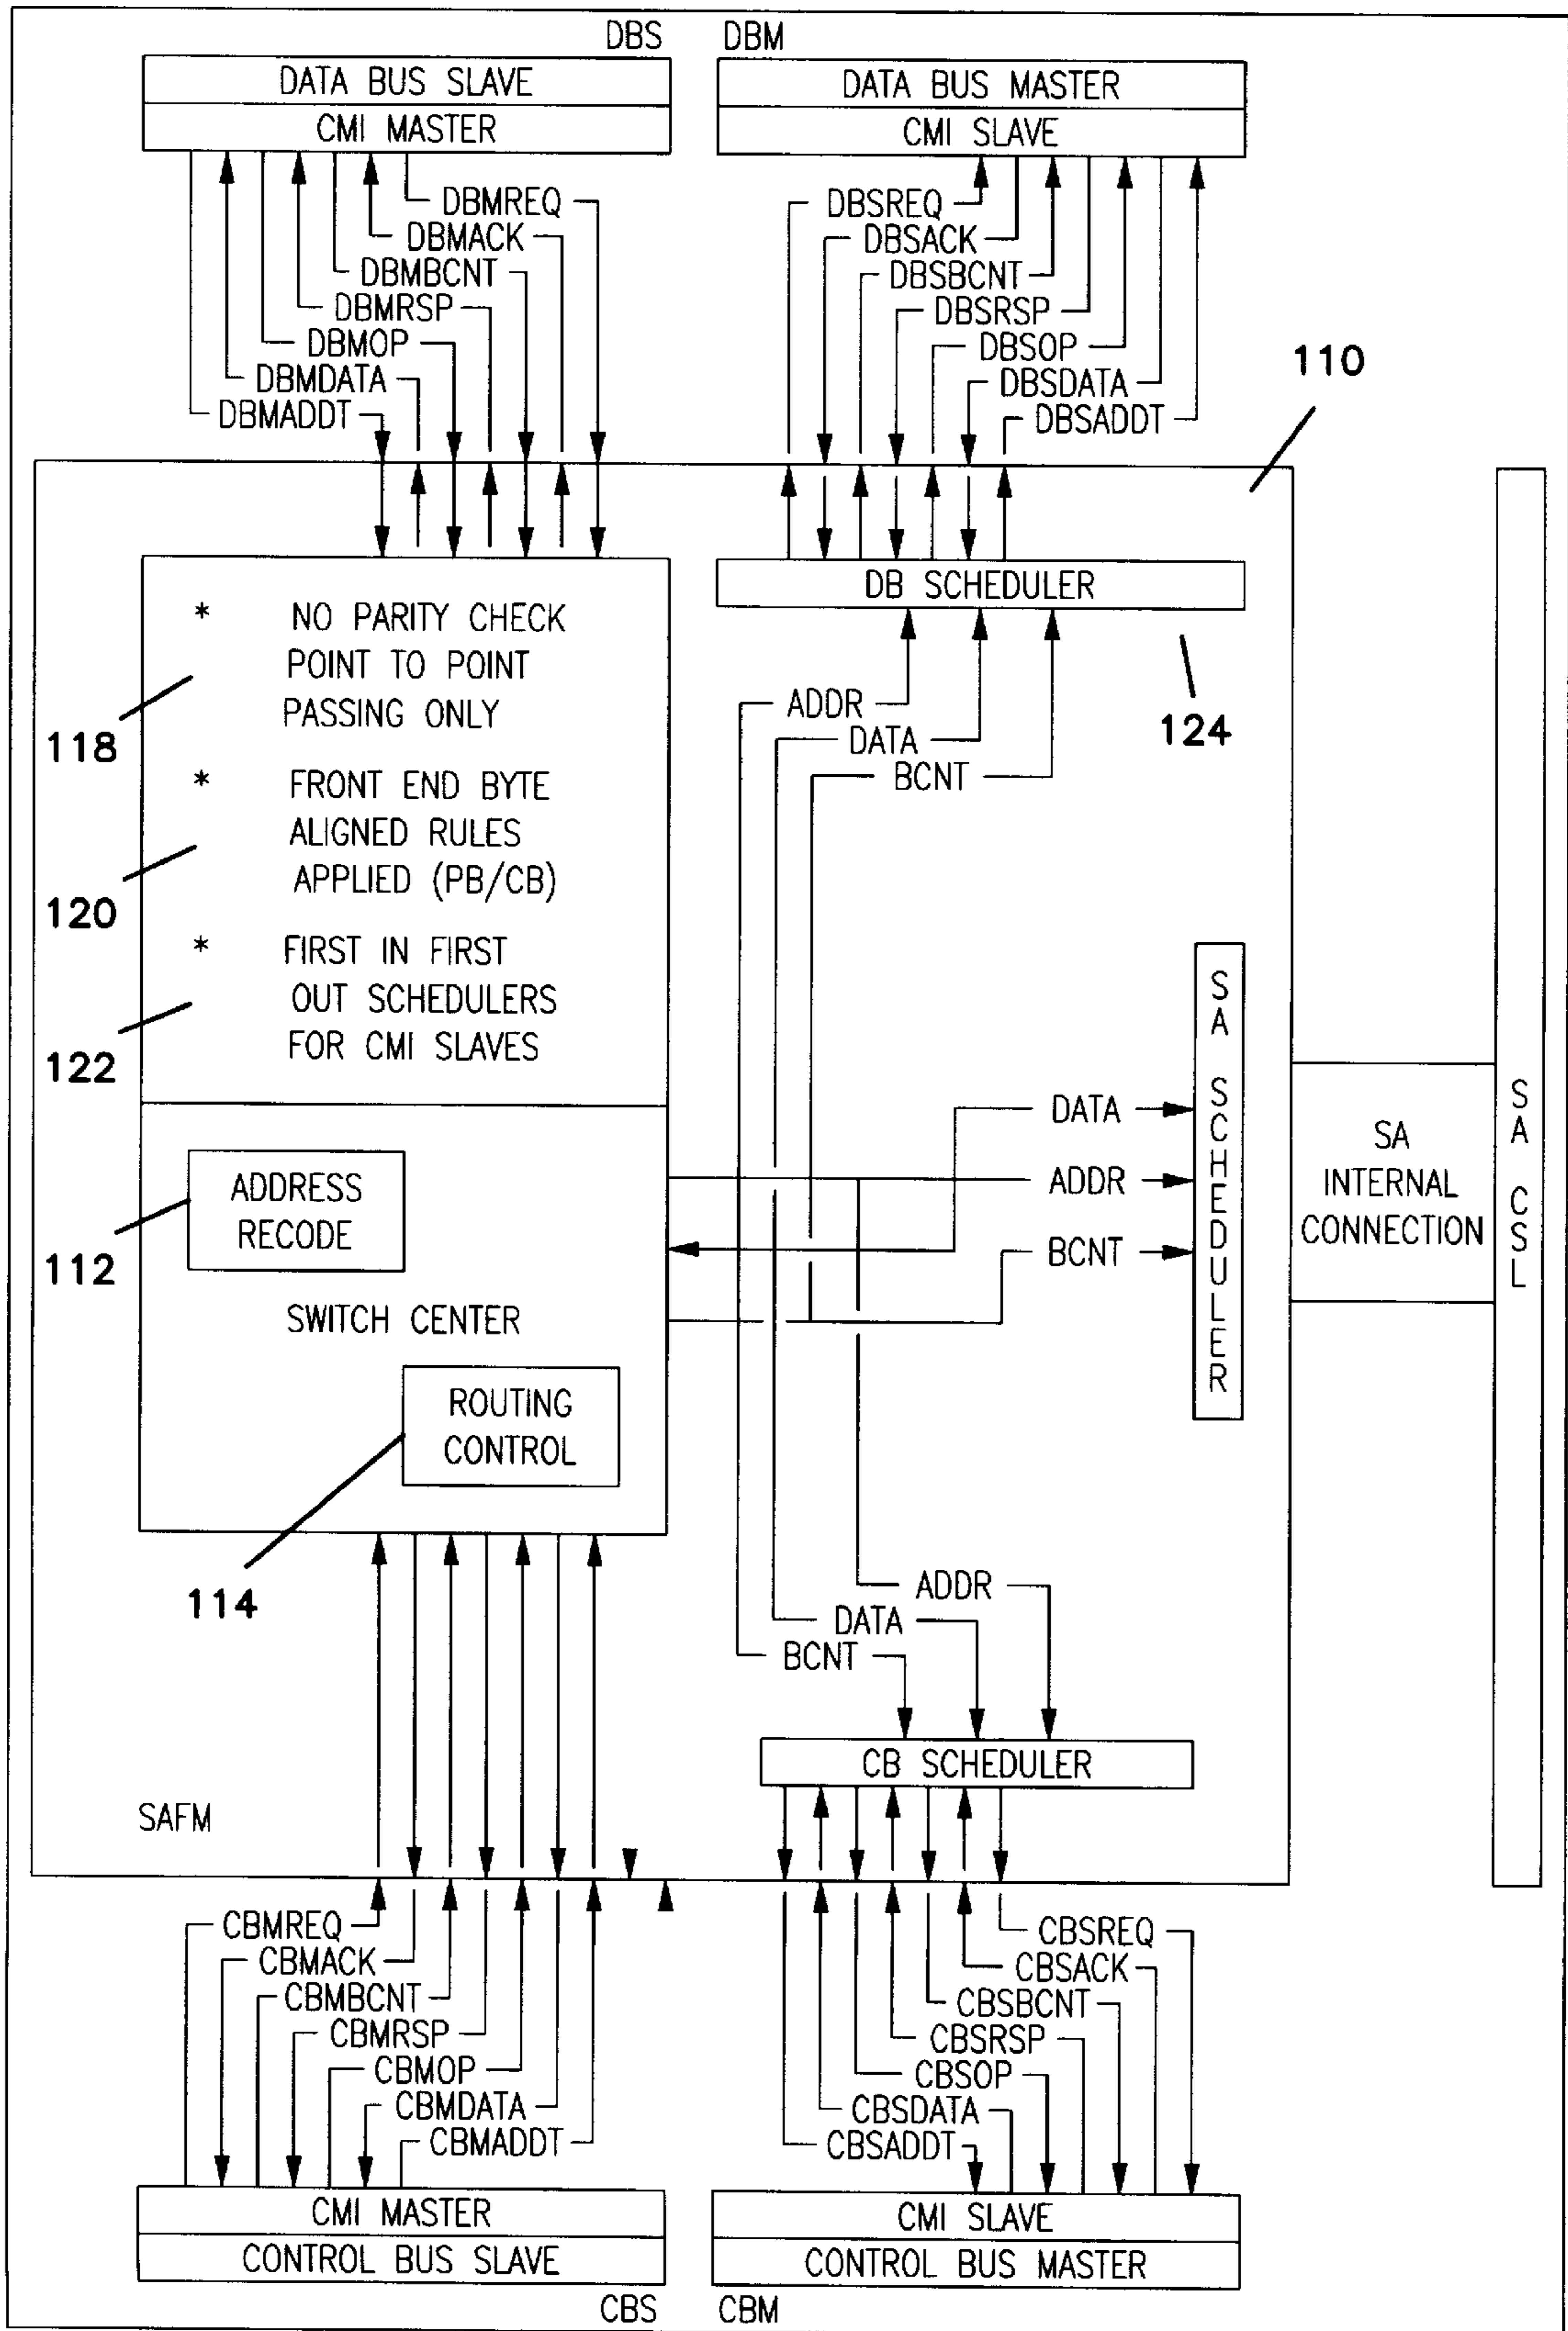 DBS DBM
DATA BUS SLAVE
CMI MASTER
DATA BUS MASTER
CMI SLAVE
DBMREQ
DBMACK
DBMBCNT
DBMRSP
DBMOP
DBMDATA
DBMADDT
DBSREQ
DBSACK
DBSBCNT
DBSRSP
DBSOP
DBSDATA
DBSADDT
110
DB SCHEDULER
124
* NO PARITY CHECK
POINT TO POINT
PASSING ONLY
118
* FRONT END BYTE
ALIGNED RULES
APPLIED (PB/CB)
120
* FIRST IN FIRST
OUT SCHEDULERS
FOR CMI SLAVES
122
ADDR
DATA
BCNT
ADDRESS
RECODE
112
SWITCH CENTER
ROUTING
CONTROL
114
DATA
ADDR
BCNT
SA SCHEDULER
SA
INTERNAL
CONNECTION
SA CSL
ADDR
DATA
BCNT
CB SCHEDULER
SAFM
CBMREQ
CBMACK
CBMBCNT
CBMRSP
CBMOP
CBMDATA
CBMADDT
CBSREQ
CBSACK
CBSBCNT
CBSRSP
CBSOP
CBSDATA
CBSADDT
CMI MASTER
CONTROL BUS SLAVE
CMI SLAVE
CONTROL BUS MASTER
CBS CBM